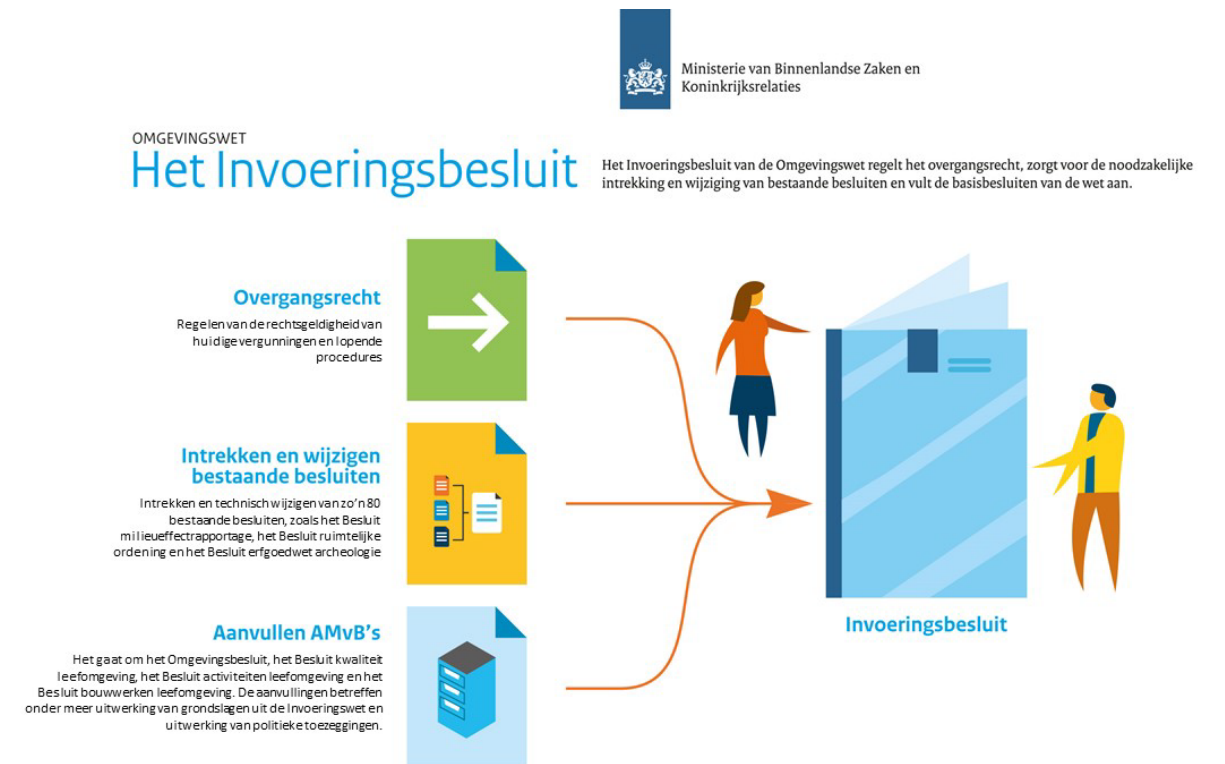 Ministerie van Binnenlandse Zaken en
Koninkrijksrelaties
OMGEVINGSWET
Het Invoeringsbesluit
Het Invoeringsbesluit van de Omgevingswet regelt het overgangsrecht, zorgt voor de noodzakelijke
intrekking en wijziging van bestaande besluiten en vult de basisbesluiten van de wet aan.
Overgangsrecht
Regelen van de rechtsgeldigheid van
huidige vergunningen en lopende
procedures
Intrekken en wijzigen
bestaande besluiten
Intrekken en technisch wijzigen van zo'n 80
bestaande besluiten, zoals het Besluit
milieueffectrapportage, het Besluit ruimtelijke
ordening en het Besluit erfgoedwet archeologie
Aanvullen AMvB's
Het gaat om het Omgevingsbesluit, het Besluit kwaliteit
leefomgeving, het Besluit activiteiten leefomgeving en het
Besluit bouwwerken leefomgeving. De aanvullingen betreffen
onder meer uitwerking van grondslagen uit de Invoeringswet en
uitwerking van politieke toezeggingen.
Invoeringsbesluit